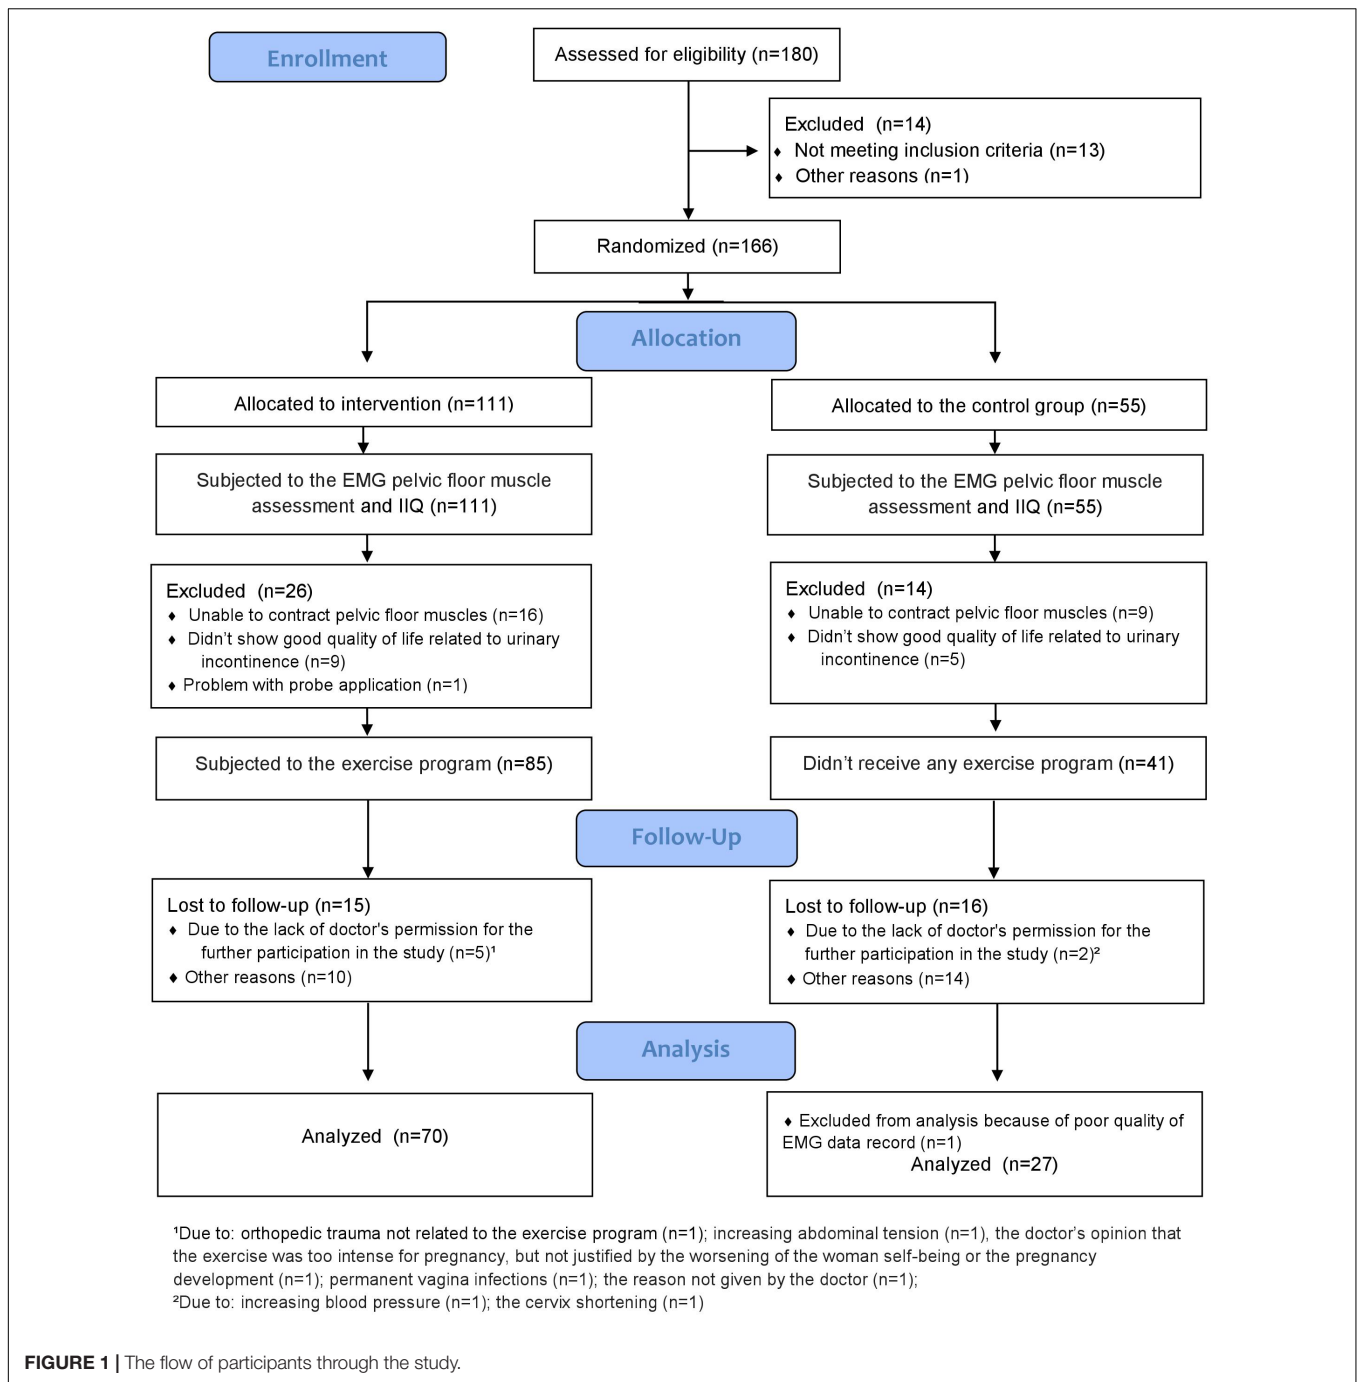 Enrollment
Assessed for eligibility (n=180)
Excluded (n=14)
♦ Not meeting inclusion criteria (n=13)
♦ Other reasons (n=1)
Randomized (n=166)
Allocation
Allocated to intervention (n=111)
Allocated to the control group (n=55)
Subjected to the EMG pelvic floor muscle
assessment and IIQ (n=111)
Subjected to the EMG pelvic floor muscle
assessment and IIQ (n=55)
Excluded (n=26)
♦ Unable to contract pelvic floor muscles (n=16)
♦ Didn't show good quality of life related to urinary
incontinence (n=9)
♦ Problem with probe application (n=1)
Excluded (n=14)
♦ Unable to contract pelvic floor muscles (n=9)
♦ Didn't show good quality of life related to urinary
incontinence (n=5)
Subjected to the exercise program (n=85)
Didn't receive any exercise program (n=41)
Follow-Up
Lost to follow-up (n=15)
♦ Due to the lack of doctor's permission for the
further participation in the study (n=5)¹
♦ Other reasons (n=10)
Lost to follow-up (n=16)
♦ Due to the lack of doctor's permission for the
further participation in the study (n=2)²
♦ Other reasons (n=14)
Analysis
Analyzed (n=70)
♦ Excluded from analysis because of poor quality of
EMG data record (n=1)
Analyzed (n=27)
¹Due to: orthopedic trauma not related to the exercise program (n=1); increasing abdominal tension (n=1), the doctor's opinion that
the exercise was too intense for pregnancy, but not justified by the worsening of the woman self-being or the pregnancy
development (n=1); permanent vagina infections (n=1); the reason not given by the doctor (n=1);
²Due to: increasing blood pressure (n=1); the cervix shortening (n=1)
FIGURE 1 | The flow of participants through the study.